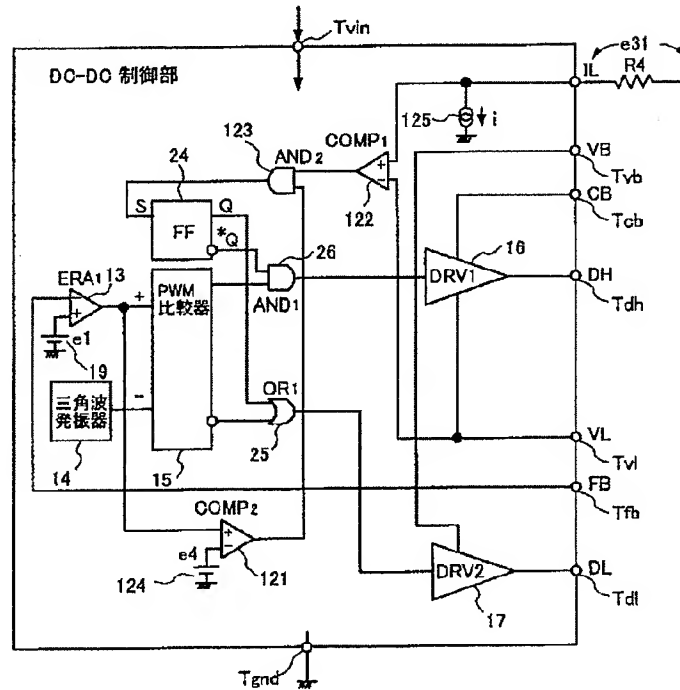 Tvin
e31
DC-DC 制御部
IL
R4
125
i
COMP1
123
AND2
VB
Tvb
24
122
CB
Tcb
S
Q
FF
*Q
16
26
ERA1
13
DRV1
DH
Tdh
+
PWM
比較器
AND1
e1
19
OR1
三角波
発振器
-
VL
Tvl
14
15
25
FB
Tfb
COMP2
e4
DL
DRV2
124
121
Tdl
17
Tgnd